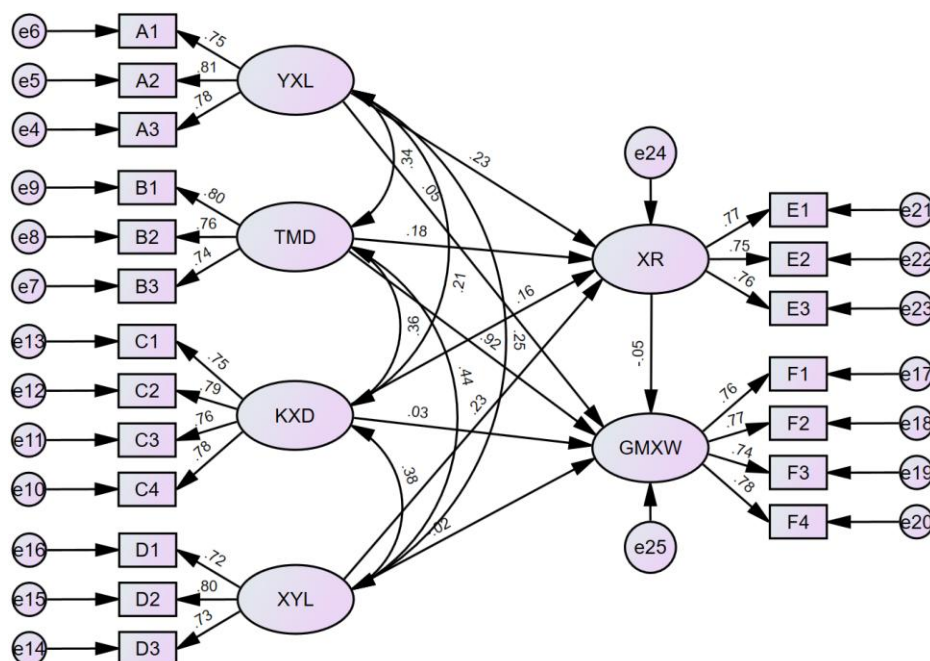 e6
A1
.75
e5
A2
.81
YXL
e4
A3
.78
e9
B1
.80
e8
B2
.76
TMD
e7
B3
.74
e13
C1
.75
e12
C2
.79
e11
C3
.76
KXD
e10
C4
.78
e16
D1
.72
e15
D2
.80
XYL
e14
D3
.73
.34
.05
.23
.18
.21
.16
.36
.92
.25
.44
.23
.03
.38
.02
e24
XR
-.05
GMXW
e25
.77
E1
e21
.75
E2
e22
.76
E3
e23
.76
F1
e17
.77
F2
e18
.74
F3
e19
.78
F4
e20